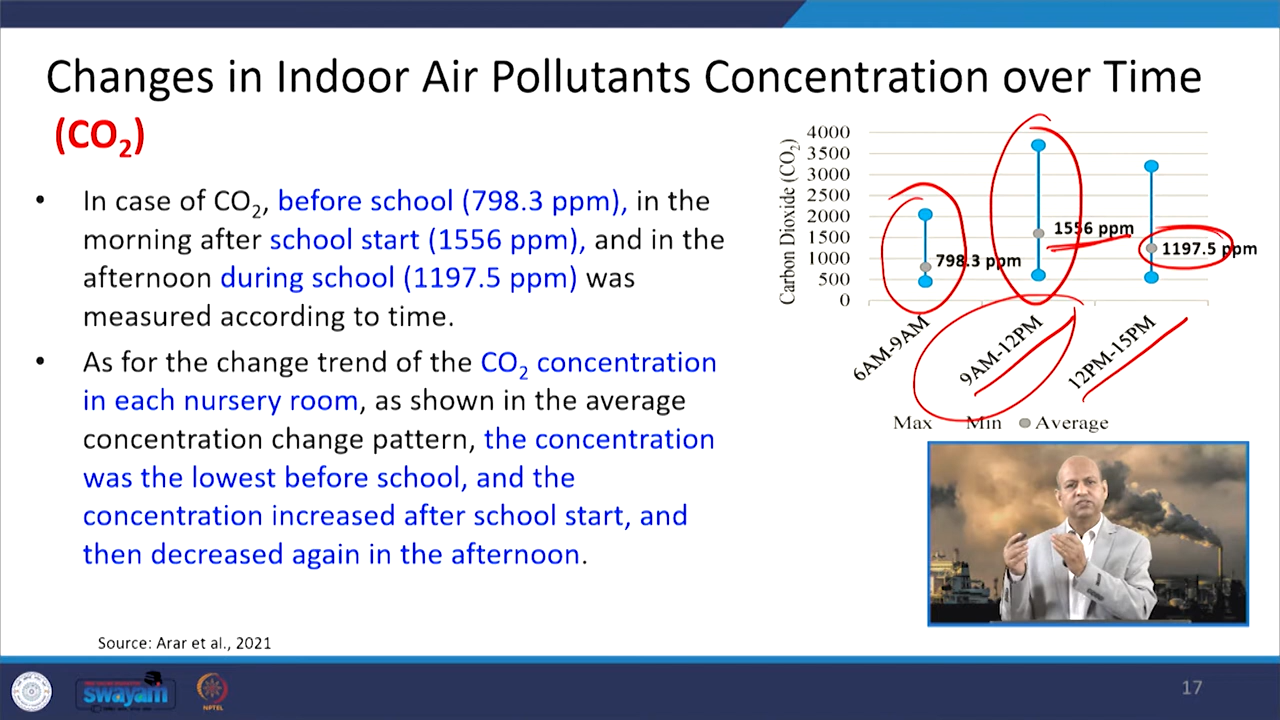 Changes in Indoor Air Pollutants Concentration over Time
(CO₂)
• In case of CO₂, before school (798.3 ppm), in the
morning after school start (1556 ppm), and in the
afternoon during school (1197.5 ppm) was
measured according to time.
• As for the change trend of the CO₂ concentration
in each nursery room, as shown in the average
concentration change pattern, the concentration
was the lowest before school, and the
concentration increased after school start, and
then decreased again in the afternoon.
Source: Arar et al., 2021
Carbon Dioxide (CO₂)
4000
3500
3000
2500
2000
1500
1000
500
0
798.3 ppm
1556 ppm
1197.5 ppm
6AM-9AM
9AM-12PM
12PM-15PM
Max Min Average
swayam
NPTEL
17